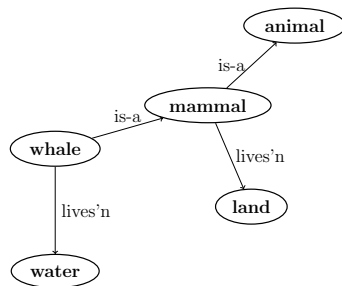 animal
is-a
mammal
is-a
whale
lives'n
land
lives'n
water